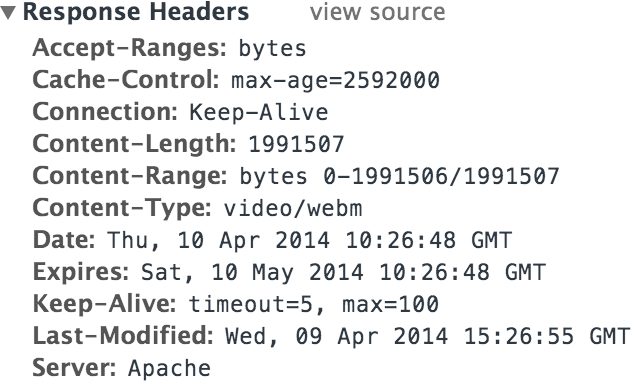 ▼ Response Headers view source
Accept-Ranges: bytes
Cache-Control: max-age=2592000
Connection: Keep-Alive
Content-Length: 1991507
Content-Range: bytes 0-1991506/1991507
Content-Type: video/webm
Date: Thu, 10 Apr 2014 10:26:48 GMT
Expires: Sat, 10 May 2014 10:26:48 GMT
Keep-Alive: timeout=5, max=100
Last-Modified: Wed, 09 Apr 2014 15:26:55 GMT
Server: Apache